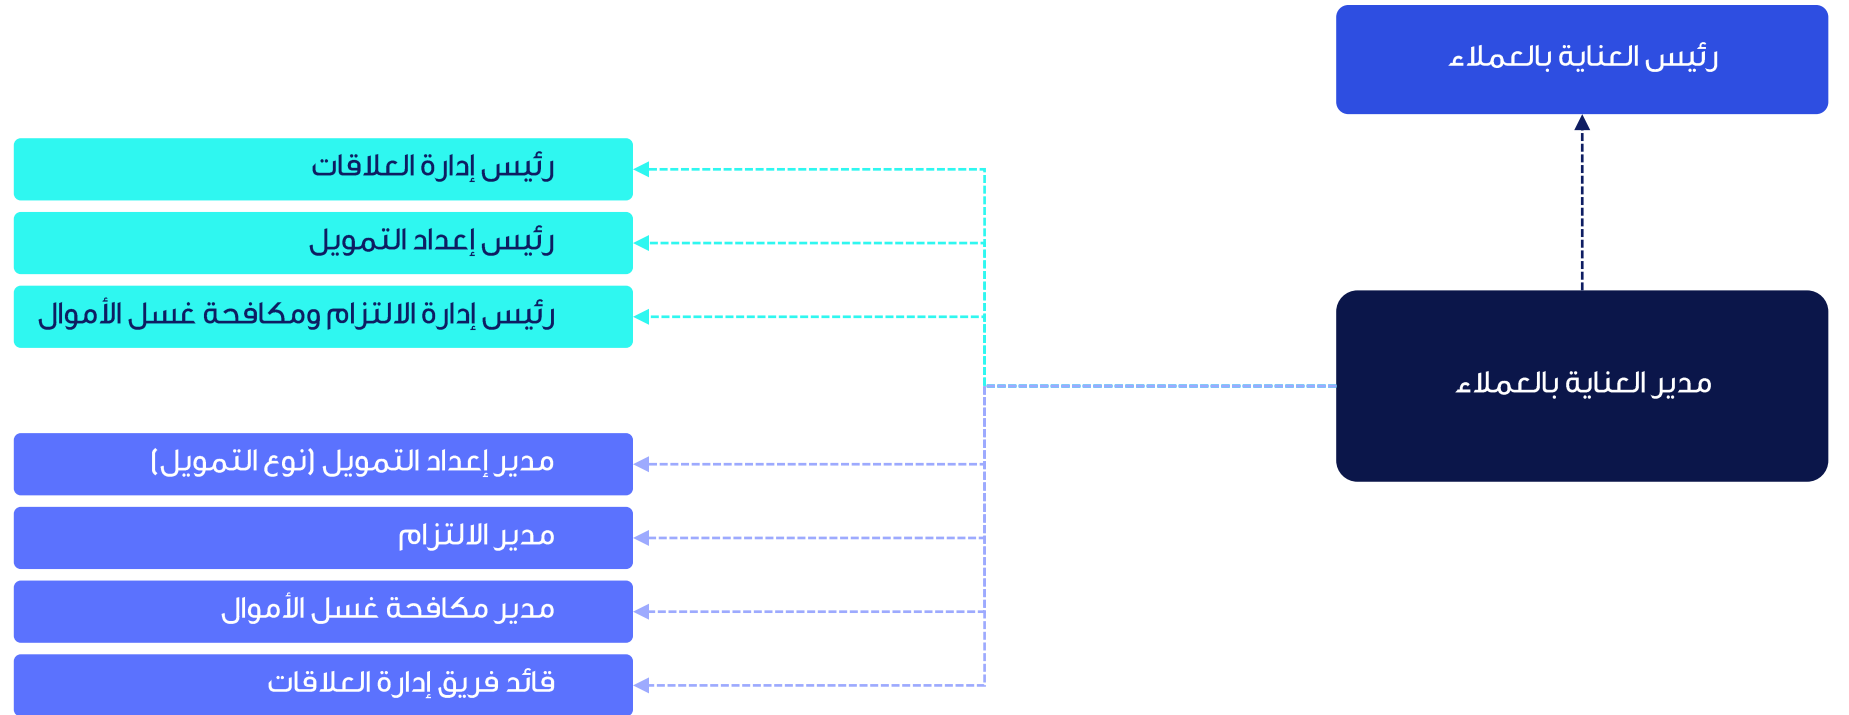 رئيس العناية بالعملاء
مدير العناية بالعملاء
رئيس إدارة العلاقات
رئيس إعداد التمويل
رئيس إدارة الالتزام ومكافحة غسل الأموال
مدير إعداد التمويل (نوع التمويل)
مدير الالتزام
مدير مكافحة غسل الأموال
قائد فريق إدارة العلاقات